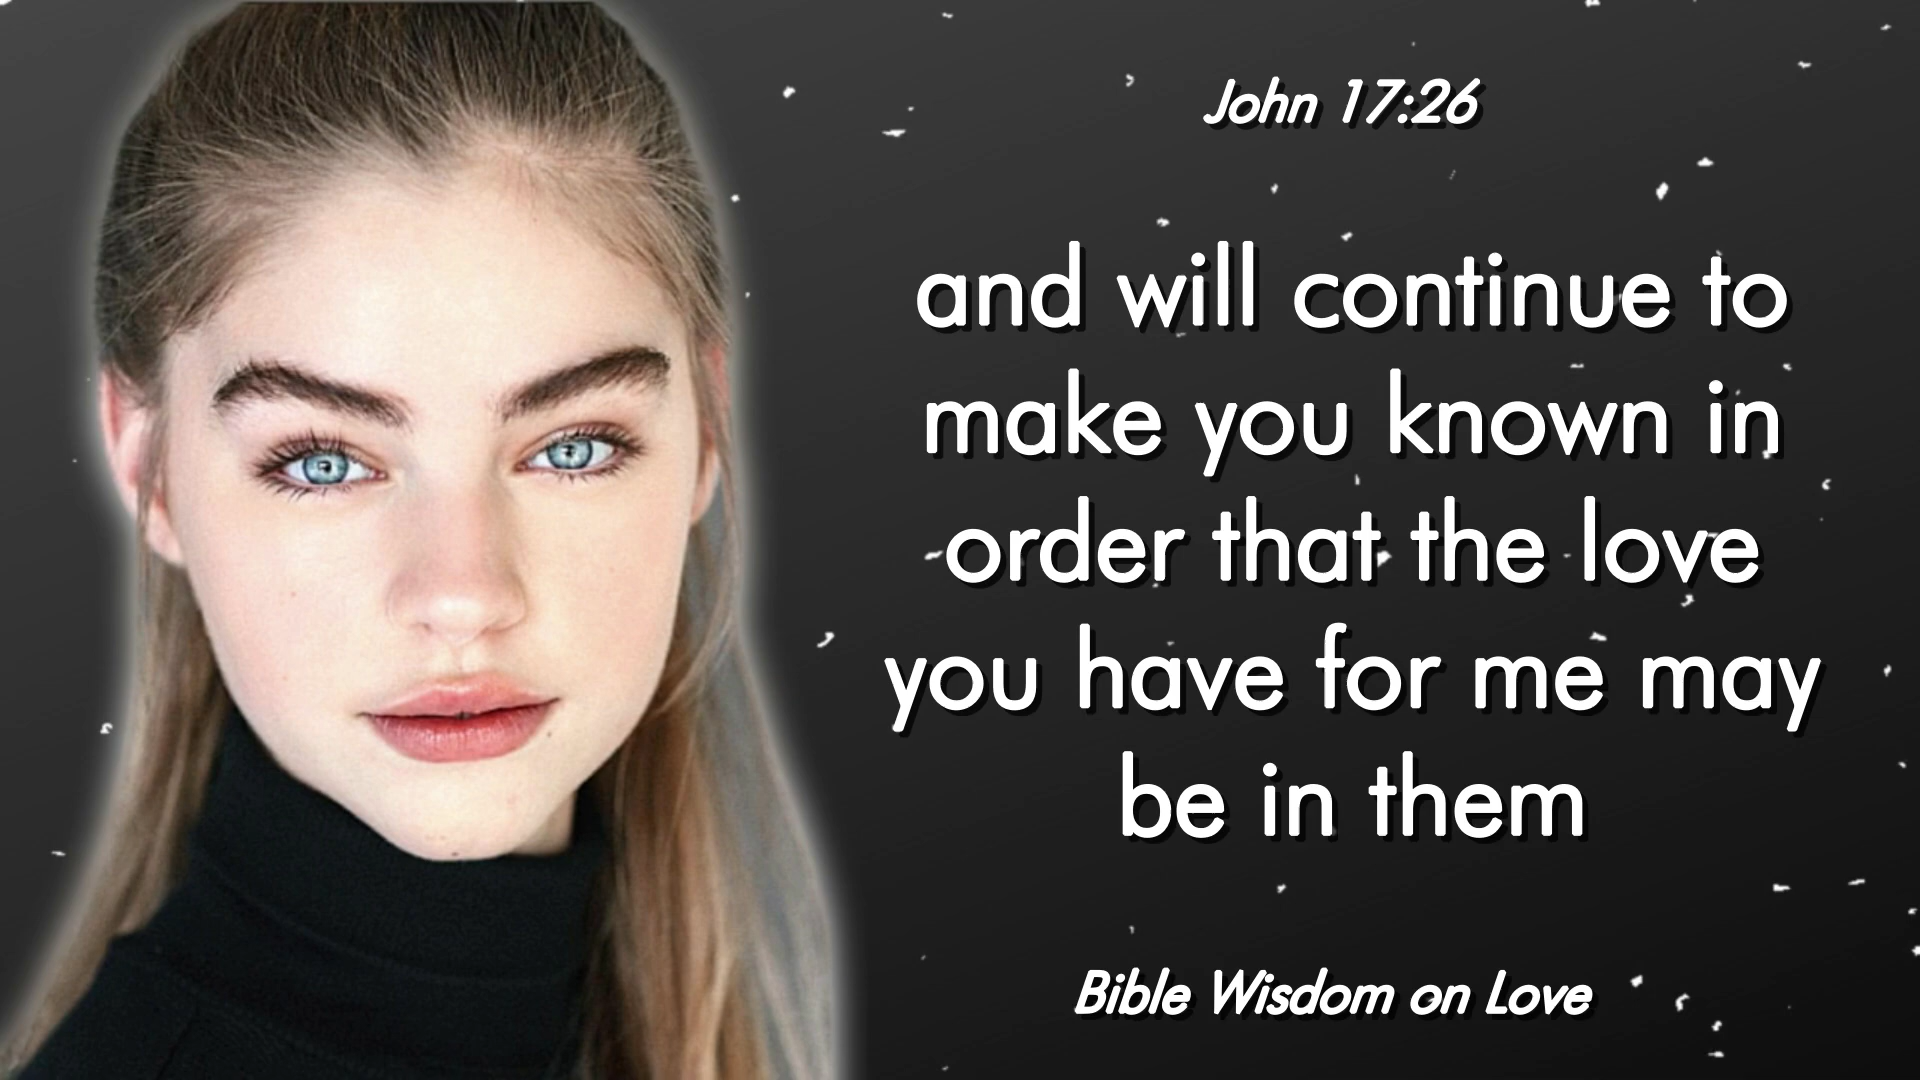 John 17:26
and will continue to
make you known in
order that the love
you have for me may
be in them
Bible Wisdom on Love